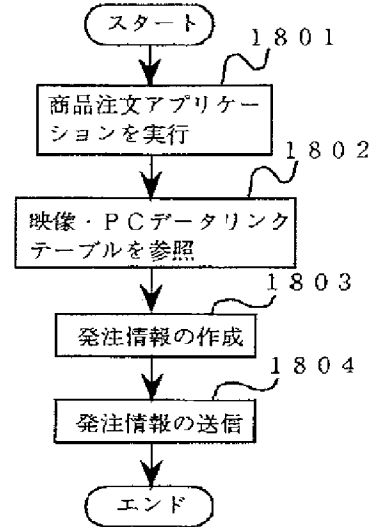 スタート
1801
商品注文アプリケー
ションを実行
1802
映像・PCデータリンク
テーブルを参照
1803
発注情報の作成
1804
発注情報の送信
エンド